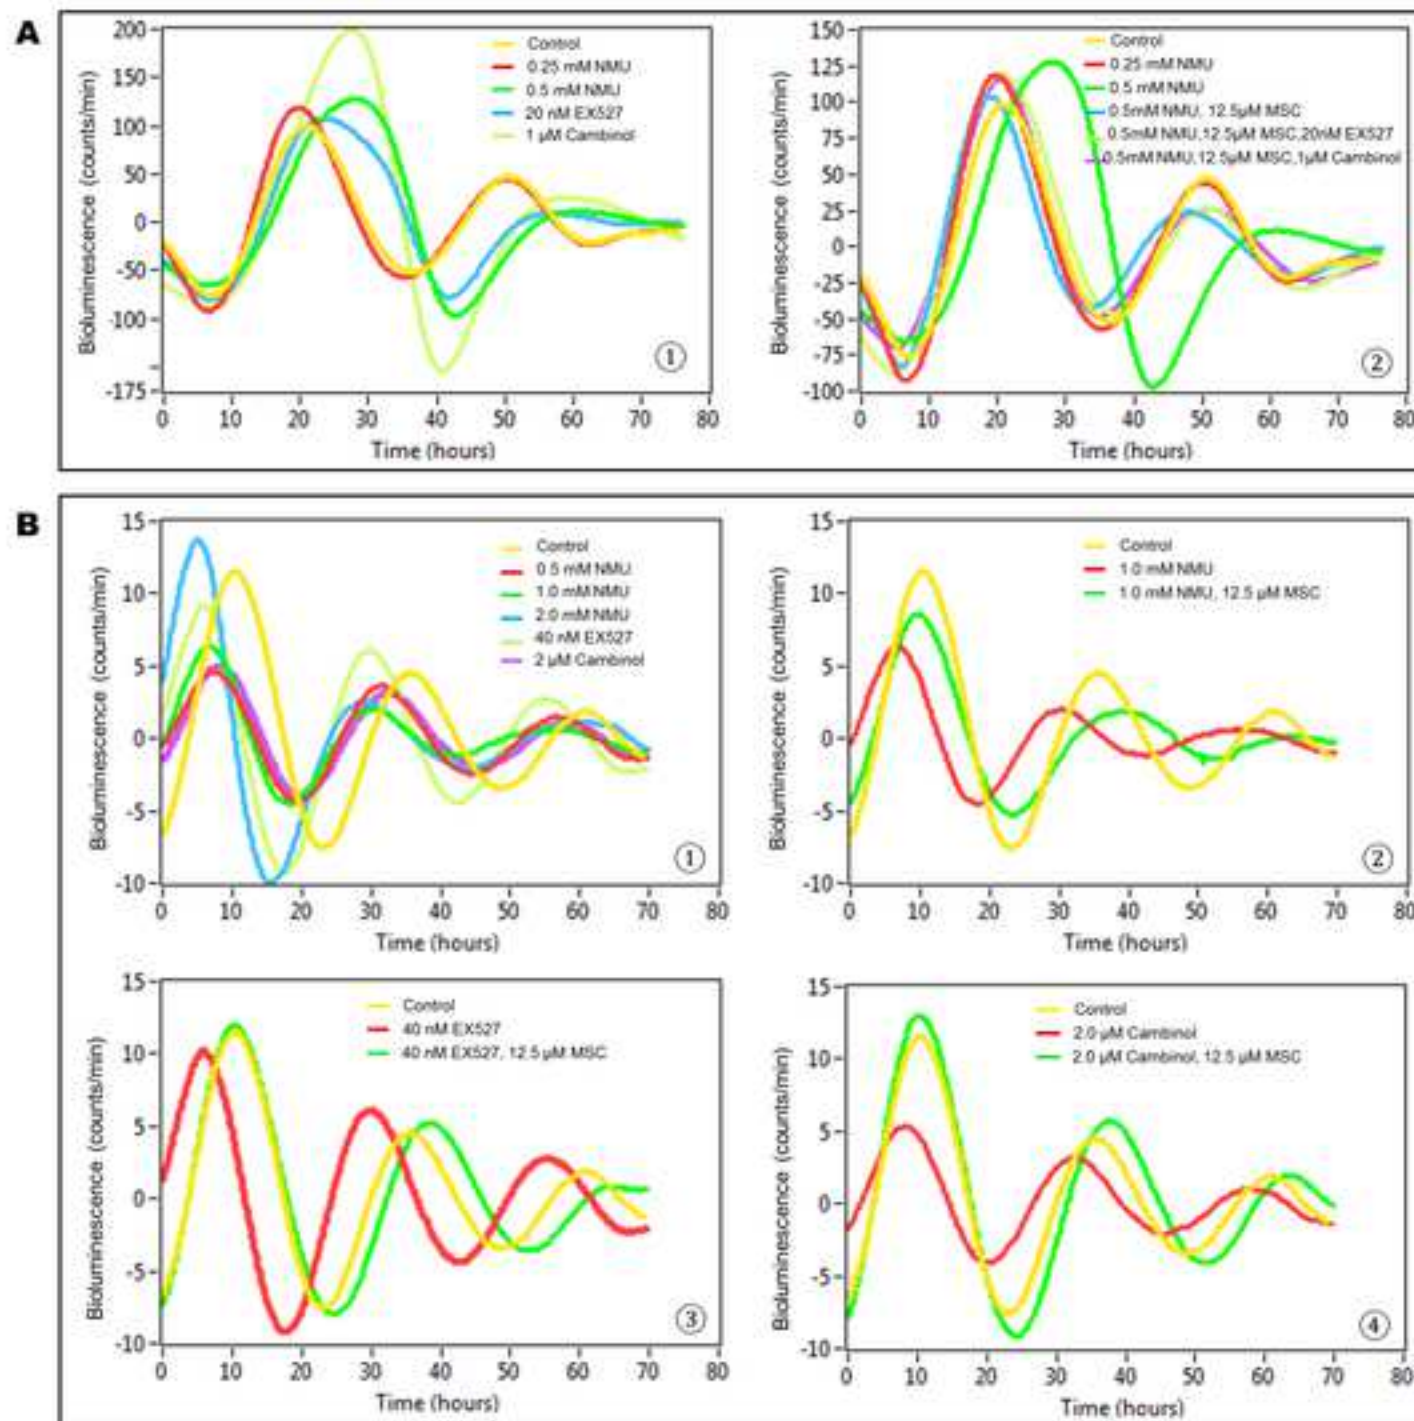 A
200
150
100
50
0
-50
-100
-175
0 10 20 30 40 50 60 70 80
Time (hours)
Bioluminescence (counts/min)
Control
0.25 mM NMU
0.5 mM NMU
20 nM EX527
1 µM Cambinol
①
150
125
100
75
50
25
0
-25
-50
-75
-100
0 10 20 30 40 50 60 70 80
Time (hours)
Bioluminescence (counts/min)
Control
0.25 mM NMU
0.5 mM NMU
0.5mM NMU, 12.5µM MSC
0.5mM NMU,12.5µM MSC,20nM EX527
0.5mM NMU,12.5µM MSC,1µM Cambinol
②
B
15
10
5
0
-5
-10
0 10 20 30 40 50 60 70 80
Time (hours)
Bioluminescence (counts/min)
Control
0.5 mM NMU
1.0 mM NMU
2.0 mM NMU
40 nM EX527
2 µM Cambinol
①
15
10
5
0
-5
-10
0 10 20 30 40 50 60 70 80
Time (hours)
Bioluminescence (counts/min)
Control
1.0 mM NMU
1.0 mM NMU, 12.5 µM MSC
②
15
10
5
0
-5
-10
0 10 20 30 40 50 60 70 80
Time (hours)
Bioluminescence (counts/min)
Control
40 nM EX527
40 nM EX527, 12.5 µM MSC
③
15
10
5
0
-5
-10
0 10 20 30 40 50 60 70 80
Time (hours)
Bioluminescence (counts/min)
Control
2.0 µM Cambinol
2.0 µM Cambinol, 12.5 µM MSC
④